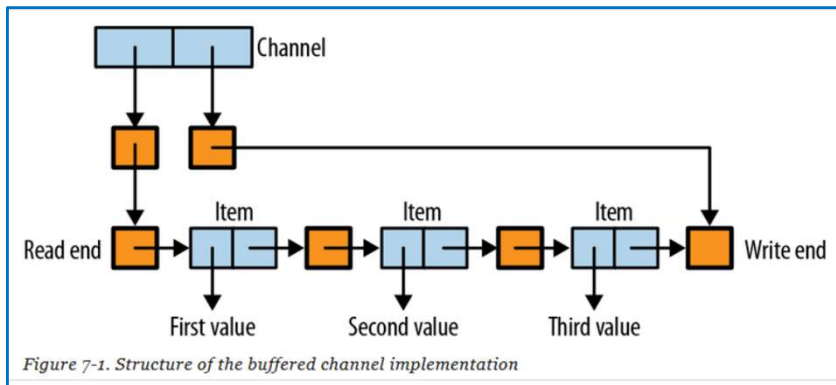 Channel
Item Item Item
Read end Write end
First value Second value Third value
Figure 7-1. Structure of the buffered channel implementation